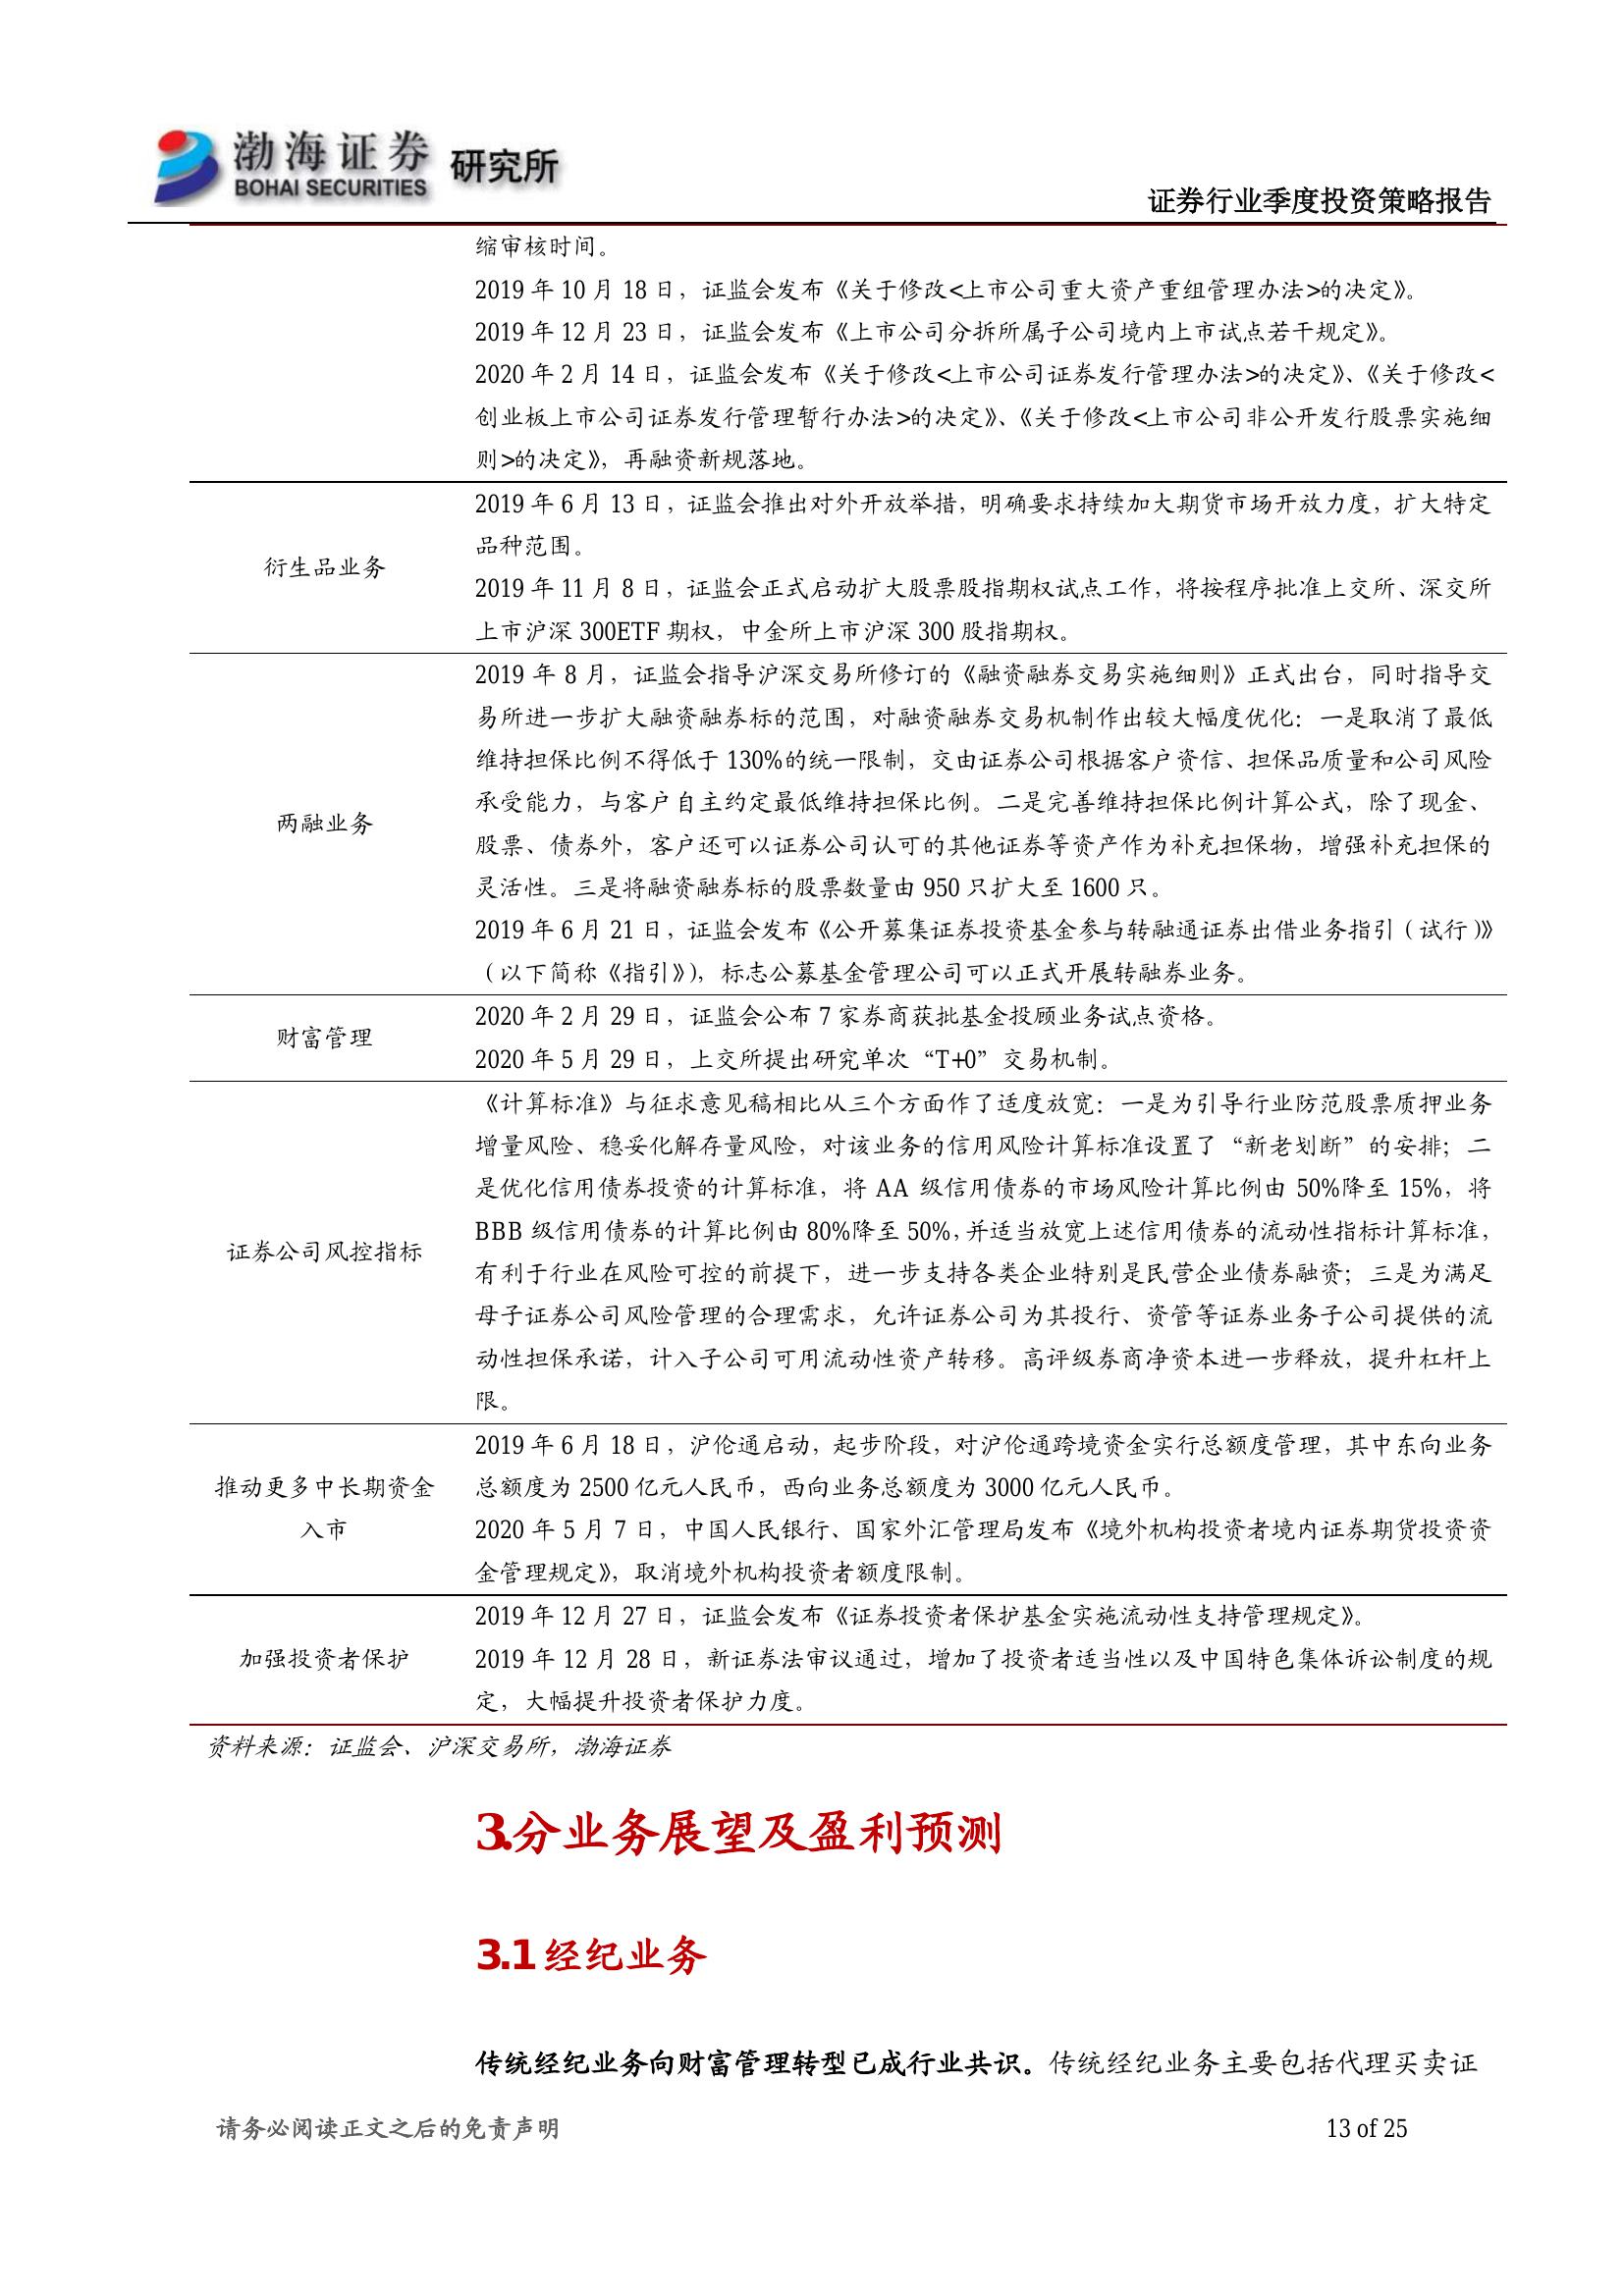 渤海证券
BOHAI SECURITIES
研究所
证券行业季度投资策略报告
缩审核时间。
2019 年 10 月 18 日，证监会发布《关于修改<上市公司重大资产重组管理办法>的决定》。
2019 年 12 月 23 日，证监会发布《上市公司分拆所属子公司境内上市试点若干规定》。
2020 年 2 月 14 日，证监会发布《关于修改<上市公司证券发行管理办法>的决定》、《关于修改<
创业板上市公司证券发行管理暂行办法>的决定》、《关于修改<上市公司非公开发行股票实施细
则>的决定》，再融资新规落地。
衍生品业务
2019 年 6 月 13 日，证监会推出对外开放举措，明确要求持续加大期货市场开放力度，扩大特定
品种范围。
2019 年 11 月 8 日，证监会正式启动扩大股票股指期权试点工作，将按程序批准上交所、深交所
上市沪深 300ETF 期权，中金所上市沪深 300 股指期权。
两融业务
2019 年 8 月，证监会指导沪深交易所修订的《融资融券交易实施细则》正式出台，同时指导交
易所进一步扩大融资融券标的范围，对融资融券交易机制作出较大幅度优化：一是取消了最低
维持担保比例不得低于 130%的统一限制，交由证券公司根据客户资信、担保品质量和公司风险
承受能力，与客户自主约定最低维持担保比例。二是完善维持担保比例计算公式，除了现金、
股票、债券外，客户还可以证券公司认可的其他证券等资产作为补充担保物，增强补充担保的
灵活性。三是将融资融券标的股票数量由 950 只扩大至 1600 只。
2019 年 6 月 21 日，证监会发布《公开募集证券投资基金参与转融通证券出借业务指引（试行）》
（以下简称《指引》），标志公募基金管理公司可以正式开展转融券业务。
财富管理
2020 年 2 月 29 日，证监会公布 7 家券商获批基金投顾业务试点资格。
2020 年 5 月 29 日，上交所提出研究单次“T+0”交易机制。
证券公司风控指标
《计算标准》与征求意见稿相比从三个方面作了适度放宽：一是为引导行业防范股票质押业务
增量风险、稳妥化解存量风险，对该业务的信用风险计算标准设置了“新老划断”的安排；二
是优化信用债券投资的计算标准，将 AA 级信用债券的市场风险计算比例由 50%降至 15%，将
BBB 级信用债券的计算比例由 80%降至 50%，并适当放宽上述信用债券的流动性指标计算标准，
有利于行业在风险可控的前提下，进一步支持各类企业特别是民营企业债券融资；三是为满足
母子证券公司风险管理的合理需求，允许证券公司为其投行、资管等证券业务子公司提供的流
动性担保承诺，计入子公司可用流动性资产转移。高评级券商净资本进一步释放，提升杠杆上
限。
推动更多中长期资金
入市
2019 年 6 月 18 日，沪伦通启动，起步阶段，对沪伦通跨境资金实行总额度管理，其中东向业务
总额度为 2500 亿元人民币，西向业务总额度为 3000 亿元人民币。
2020 年 5 月 7 日，中国人民银行、国家外汇管理局发布《境外机构投资者境内证券期货投资资
金管理规定》，取消境外机构投资者额度限制。
加强投资者保护
2019 年 12 月 27 日，证监会发布《证券投资者保护基金实施流动性支持管理规定》。
2019 年 12 月 28 日，新证券法审议通过，增加了投资者适当性以及中国特色集体诉讼制度的规
定，大幅提升投资者保护力度。
资料来源：证监会、沪深交易所，渤海证券
3.分业务展望及盈利预测
3.1 经纪业务
传统经纪业务向财富管理转型已成行业共识。传统经纪业务主要包括代理买卖证
请务必阅读正文之后的免责声明
13 of 25